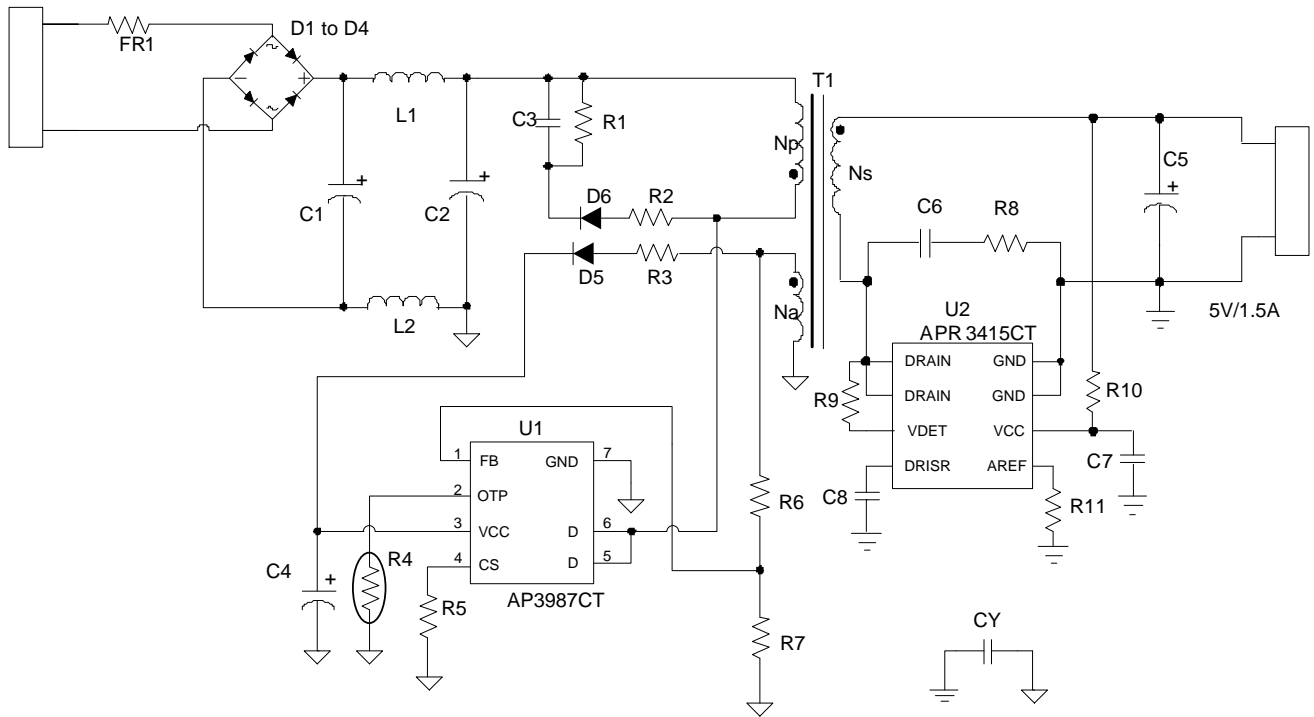 D1 to D4
FR1
T1
L1
C3
R1
Np
Ns
C5
+
C1
+
C2
+
D6
R2
C6
R8
D5
R3
L2
Na
U2
APR 3415CT
5V/1.5A
DRAIN
GND
DRAIN
GND
R9
R10
VDET
VCC
DRISR
AREF
C7
C8
R11
U1
1
FB
GND
7
2
OTP
R6
3
VCC
D
6
4
CS
D
5
C4
+
R4
R5
AP3987CT
R7
CY